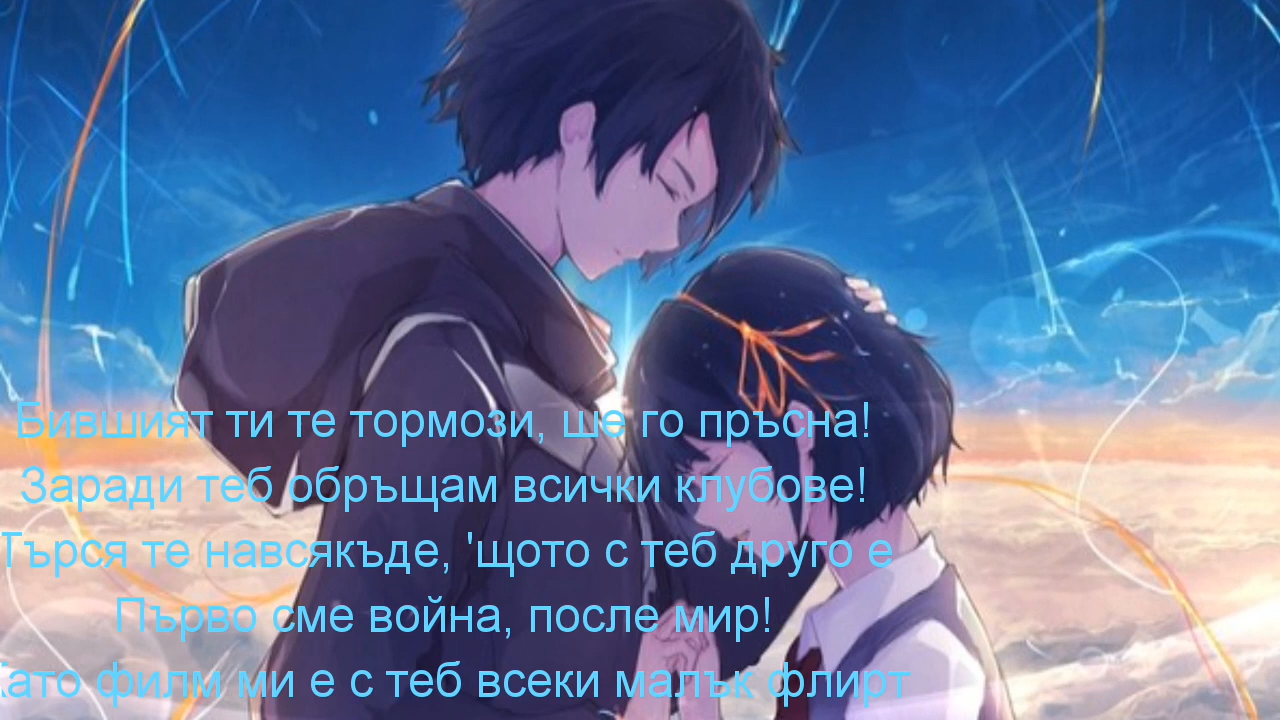 Бившият ти те тормози, ше го пръсна!
Заради теб обръщам всички клубове!
Търся те навсякъде, 'щото с теб друго е
Първо сме война, после мир!
Като филм ми е с теб всеки малък флирт